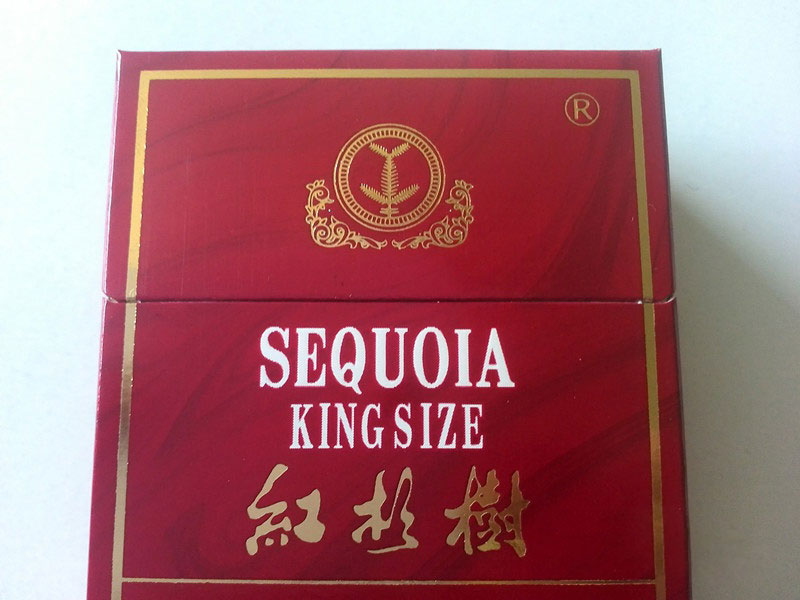 ®
SEQUOIA
KING SIZE
紅杉樹